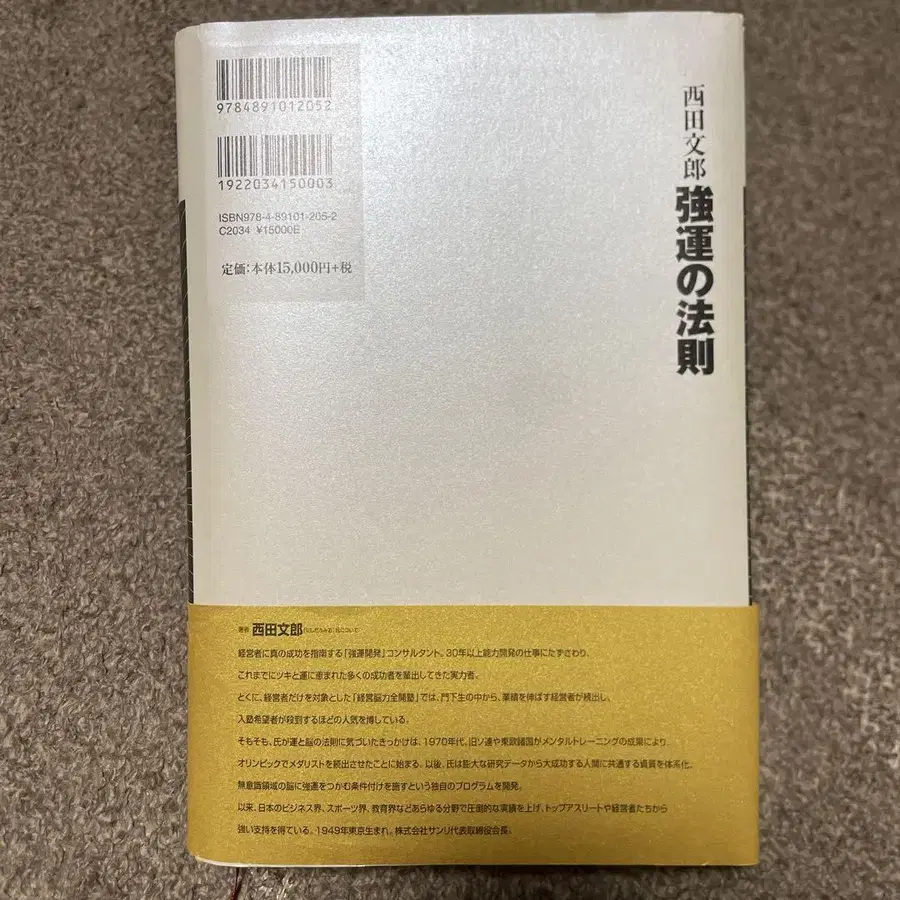 9784891012052
1922034150003
ISBN978-4-89101-205-2
C2034 ¥15000E
定価:本体15,000円+税
西田文郎
強運の法則
著者 西田文郎(にしだふみお)氏について
経営者に真の成功を指南する「強運開発」コンサルタント。30年以上能力開発の仕事にたずさわり、
これまでにツキと運に恵まれた多くの成功者を輩出してきた実力者。
とくに、経営者だけを対象とした「経営脳力全開塾」では、門下生の中から、業績を伸ばす経営者が続出し、
入塾希望者が殺到するほどの人気を博している。
そもそも、氏が運と脳の法則に気づいたきっかけは、1970年代、旧ソ連や東欧諸国がメンタルトレーニングの成果により、
オリンピックでメダリストを続出させたことに始まる。以後、氏は膨大な研究データから大成功する人間に共通する資質を体系化。
無意識領域の脳に強運をつかむ条件付けを施すという独自のプログラムを開発。
以来、日本のビジネス界、スポーツ界、教育界などあらゆる分野で圧倒的な実績を上げ、トップアスリートや経営者たちから
強い支持を得ている。1949年東京生まれ。株式会社サンリ代表取締役会長。